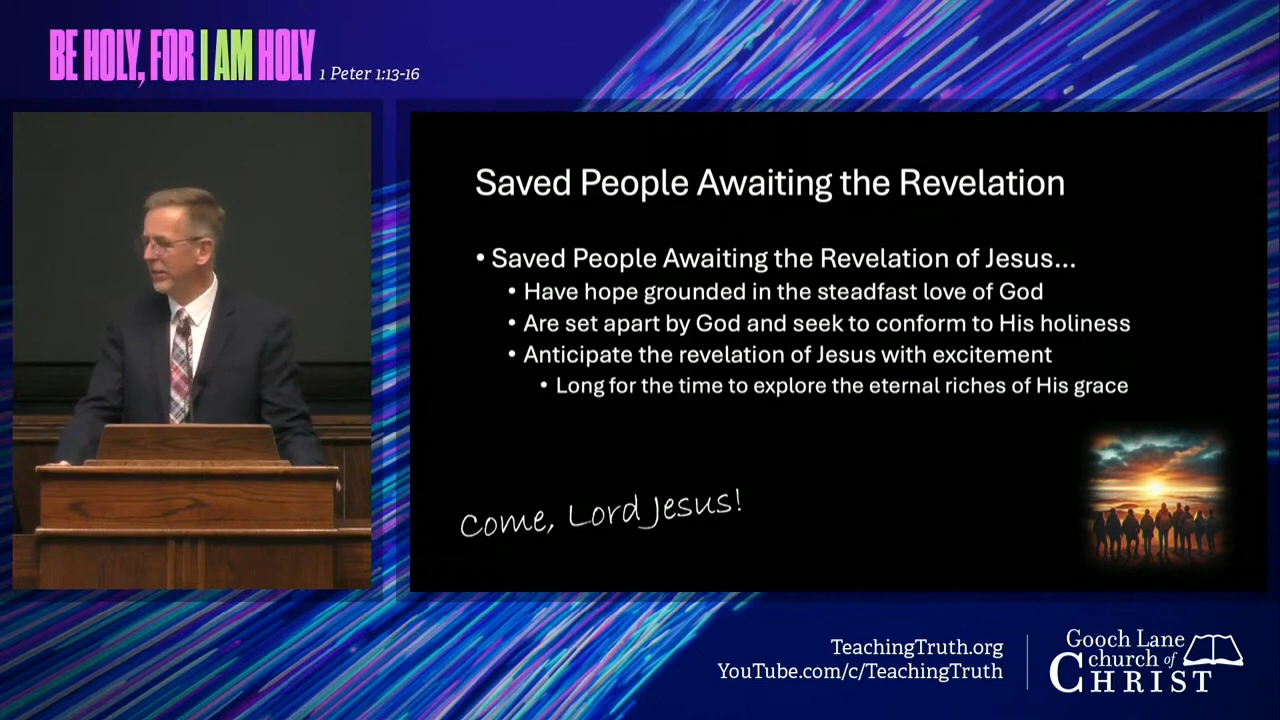 BE HOLY, FOR I AM HOLY 1 Peter 1:13-16
Saved People Awaiting the Revelation
• Saved People Awaiting the Revelation of Jesus...
• Have hope grounded in the steadfast love of God
• Are set apart by God and seek to conform to His holiness
• Anticipate the revelation of Jesus with excitement
• Long for the time to explore the eternal riches of His grace
Come, Lord Jesus!
TeachingTruth.org
YouTube.com/c/TeachingTruth
Gooch Lane
church of
CHRIST